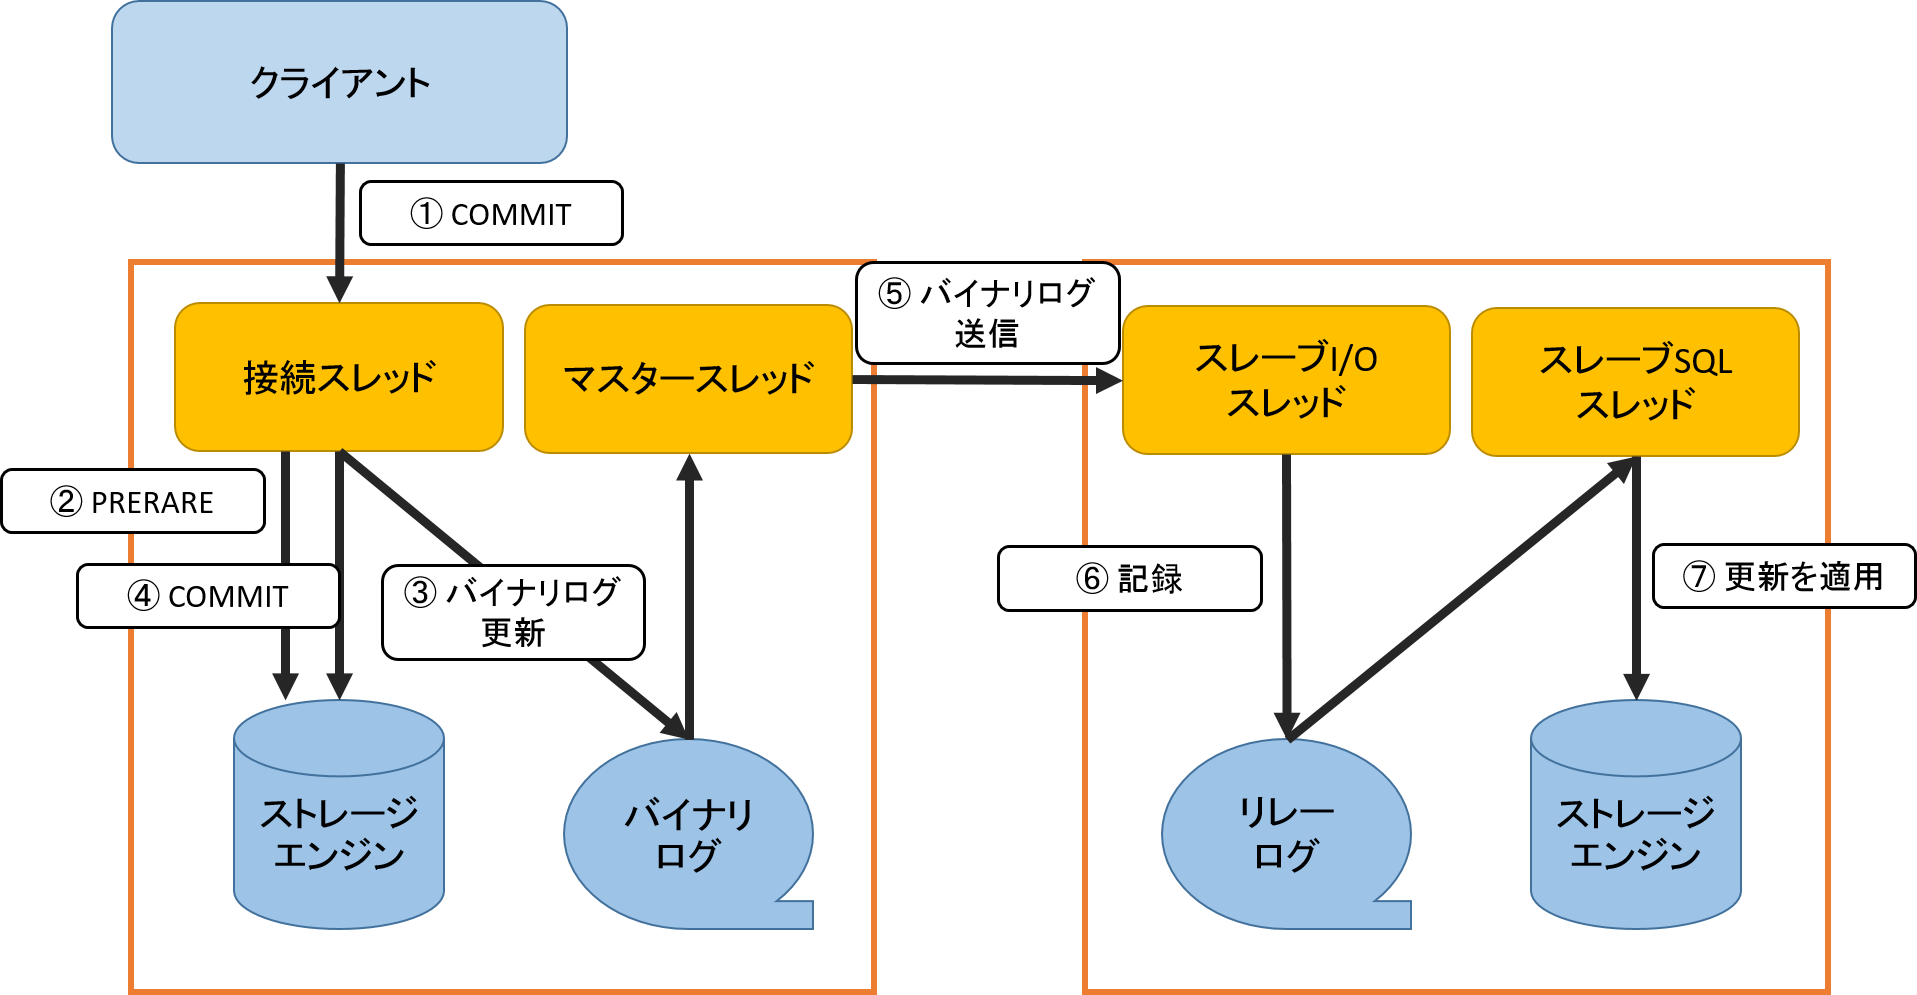 クライアント
① COMMIT
⑤ バイナリログ
送信
接続スレッド
マスタースレッド
スレーブI/O
スレッド
スレーブSQL
スレッド
② PRERARE
④ COMMIT
③ バイナリログ
更新
⑥ 記録
⑦ 更新を適用
ストレージ
エンジン
バイナリ
ログ
リレー
ログ
ストレージ
エンジン